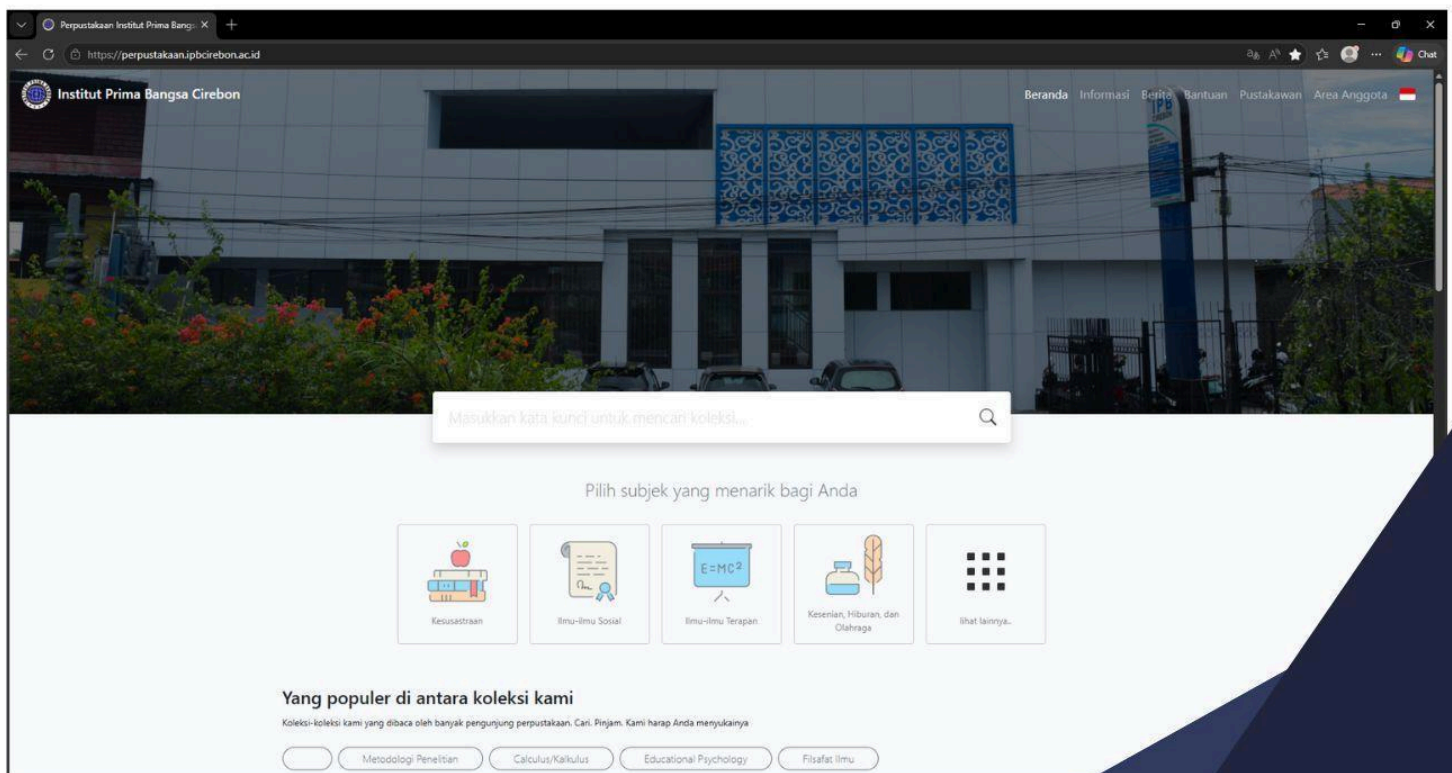 Perpustakaan Institut Prima Bangs
https://perpustakaan.ipbcirebon.ac.id
Chat
Institut Prima Bangsa Cirebon
Beranda Informasi Berita Bantuan Pustakawan Area Anggota
IPB
CIREBON
Masukkan kata kunci untuk mencari koleksi...
Pilih subjek yang menarik bagi Anda
E=MC²
Kesusastraan
Ilmu-ilmu Sosial
Ilmu-ilmu Terapan
Kesenian, Hiburan, dan
Olahraga
lihat lainnya..
Yang populer di antara koleksi kami
Koleksi-koleksi kami yang dibaca oleh banyak pengunjung perpustakaan. Cari. Pinjam. Kami harap Anda menyukainya
Metodologi Penelitian Calculus/Kalkulus Educational Psychology Filsafat Ilmu